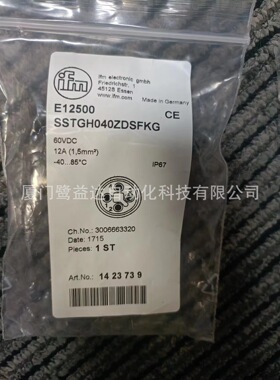 ifm
ifm electronic gmbh
Friedrichstr. 1
45128 Essen
www.ifm.com
Made in Germany
E12500
CE
SSTGH040ZDSFKG
60VDC
12A (1,5mm²)
-40...85°C
IP67
厦门鹭益达自动化科技有限公司
Ch.No.: 3006663320
Date: 1715
Pieces: 1 ST
Art.No.: 14 23 73 9